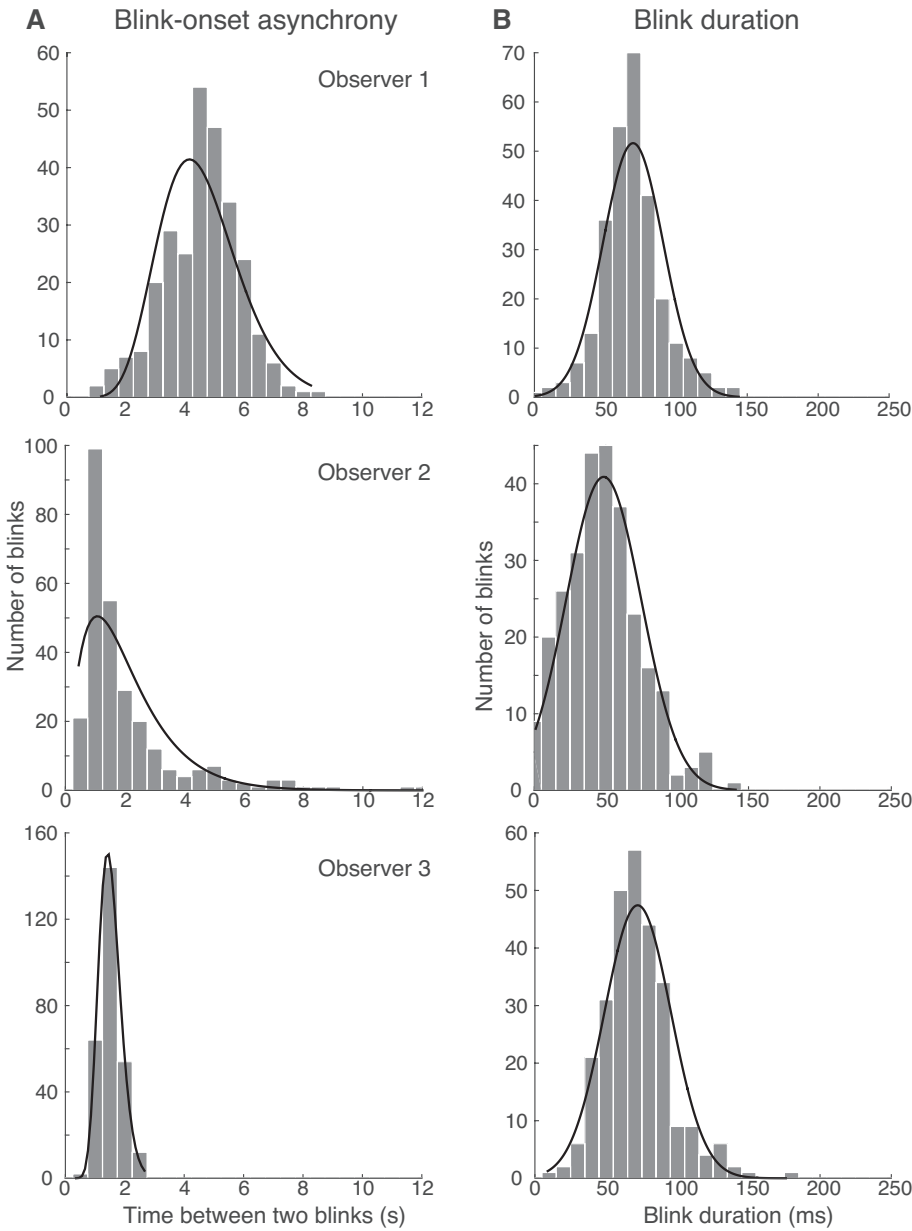 A Blink-onset asynchrony
B Blink duration
Observer 1
60
50
40
30
20
10
0
0 2 4 6 8 10 12
70
60
50
40
30
20
10
0
0 50 100 150 200 250
Observer 2
Number of blinks
100
80
60
40
20
0
0 2 4 6 8 10 12
Number of blinks
40
30
20
10
0
0 50 100 150 200 250
Observer 3
160
120
80
40
0
0 2 4 6 8 10 12
Time between two blinks (s)
60
50
40
30
20
10
0
0 50 100 150 200 250
Blink duration (ms)